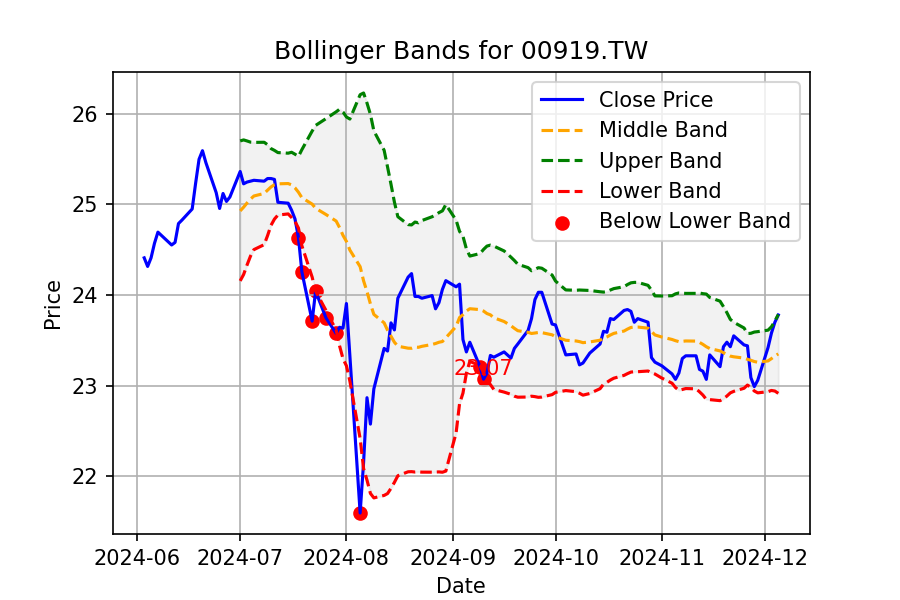 Bollinger Bands for 00919.TW
Close Price
Middle Band
Upper Band
Lower Band
Below Lower Band
Price
26
25
24
23
22
23.07
2024-06 2024-07 2024-08 2024-09 2024-10 2024-11 2024-12
Date